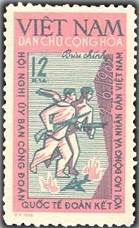 VIỆT NAM
DÂN CHỦ CỘNG HÒA
Bưu chính
12
XU
HỘI NGHỊ ỦY BAN CÔNG ĐOÀN
QUỐC TẾ ĐOÀN KẾT
VỚI LAO ĐỘNG VÀ NHÂN DÂN VIỆT NAM